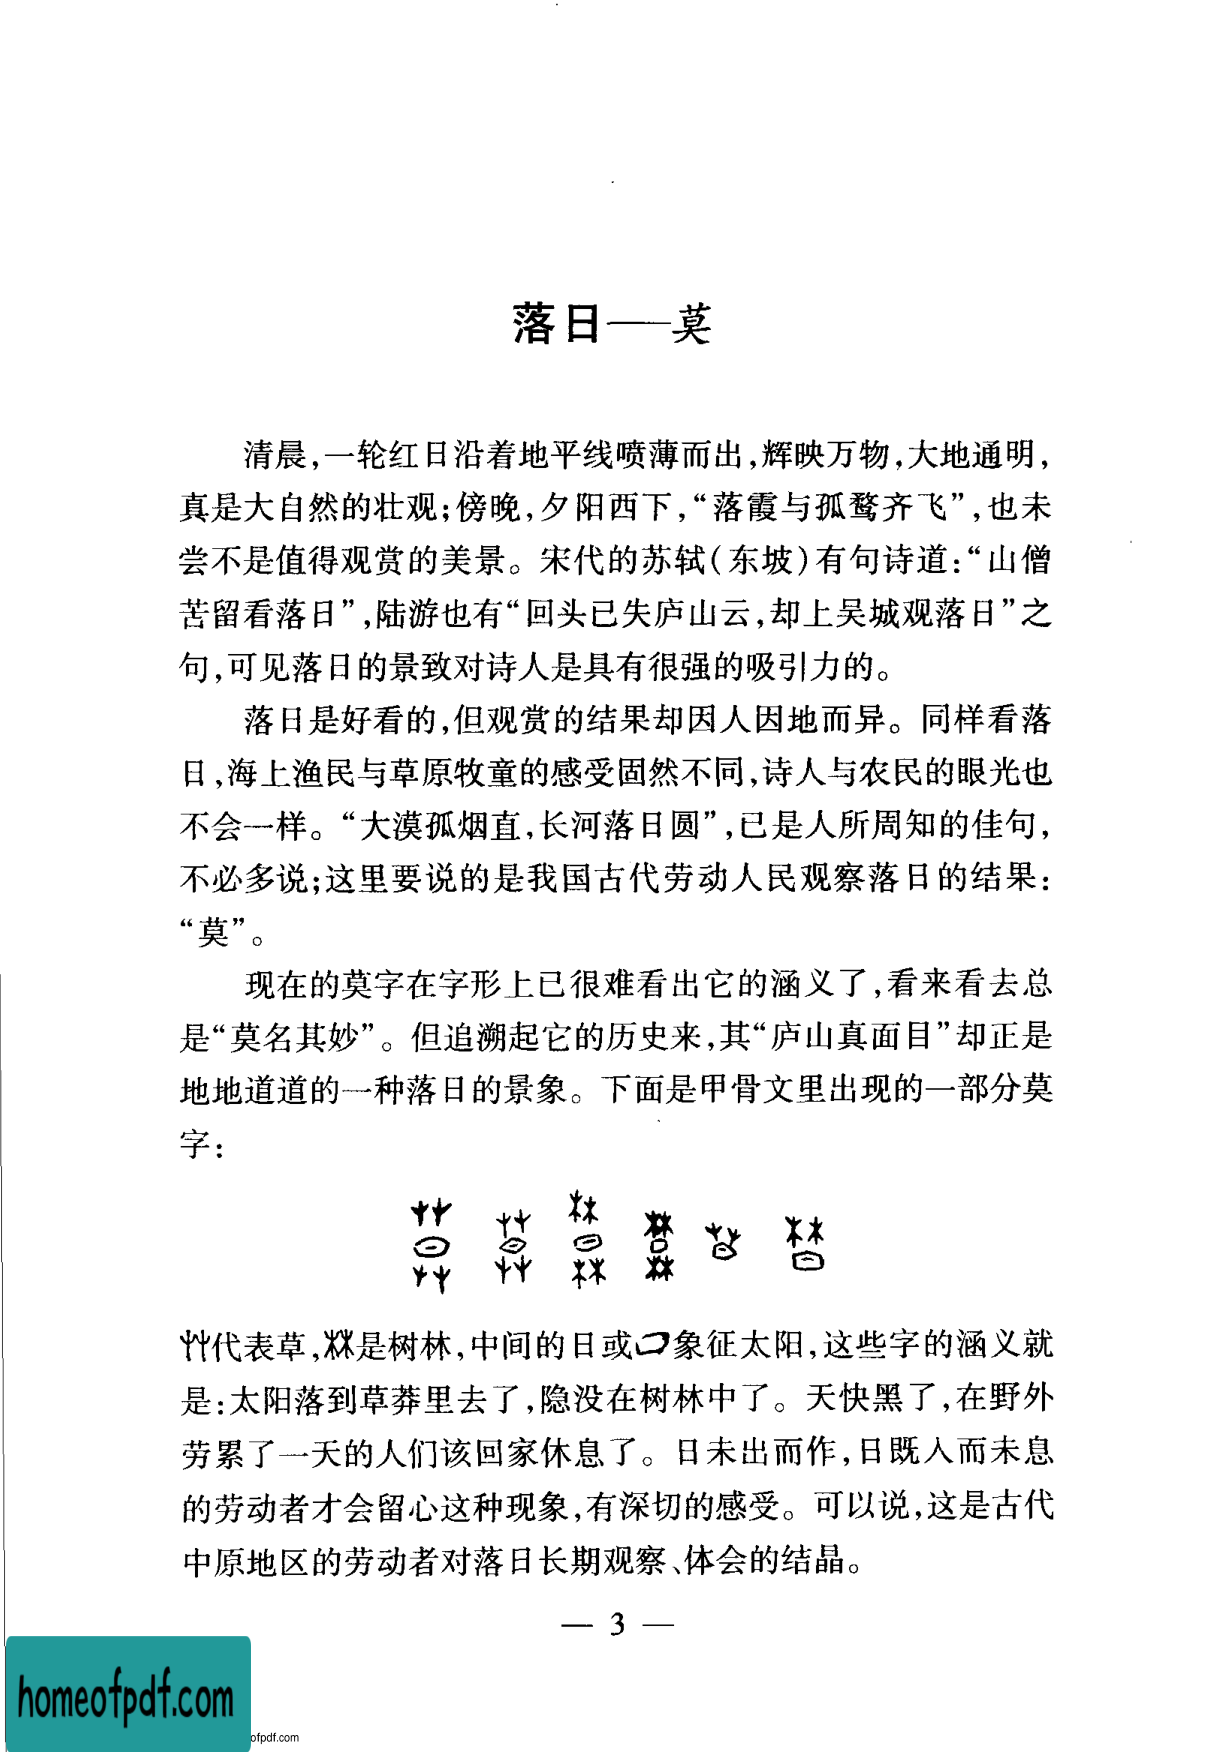 落日——莫
清晨,一轮红日沿着地平线喷薄而出,辉映万物,大地通明,
真是大自然的壮观;傍晚,夕阳西下,“落霞与孤鹜齐飞”,也未
尝不是值得观赏的美景。宋代的苏轼(东坡)有句诗道:“山僧
苦留看落日”,陆游也有“回头已失庐山云,却上吴城观落日”之
句,可见落日的景致对诗人是具有很强的吸引力的。
落日是好看的,但观赏的结果却因人因地而异。同样看落
日,海上渔民与草原牧童的感受固然不同,诗人与农民的眼光也
不会一样。“大漠孤烟直,长河落日圆”,已是人所周知的佳句,
不必多说;这里要说的是我国古代劳动人民观察落日的结果:
“莫”。
现在的莫字在字形上已很难看出它的涵义了,看来看去总
是“莫名其妙”。但追溯起它的历史来,其“庐山真面目”却正是
地地道道的一种落日的景象。下面是甲骨文里出现的一部分莫
字:
代表草,是树林,中间的日或象征太阳,这些字的涵义就
是:太阳落到草莽里去了,隐没在树林中了。天快黑了,在野外
劳累了一天的人们该回家休息了。日未出而作,日既入而未息
的劳动者才会留心这种现象,有深切的感受。可以说,这是古代
中原地区的劳动者对落日长期观察、体会的结晶。
— 3 —
homeofpdf.com
ofpdf.com